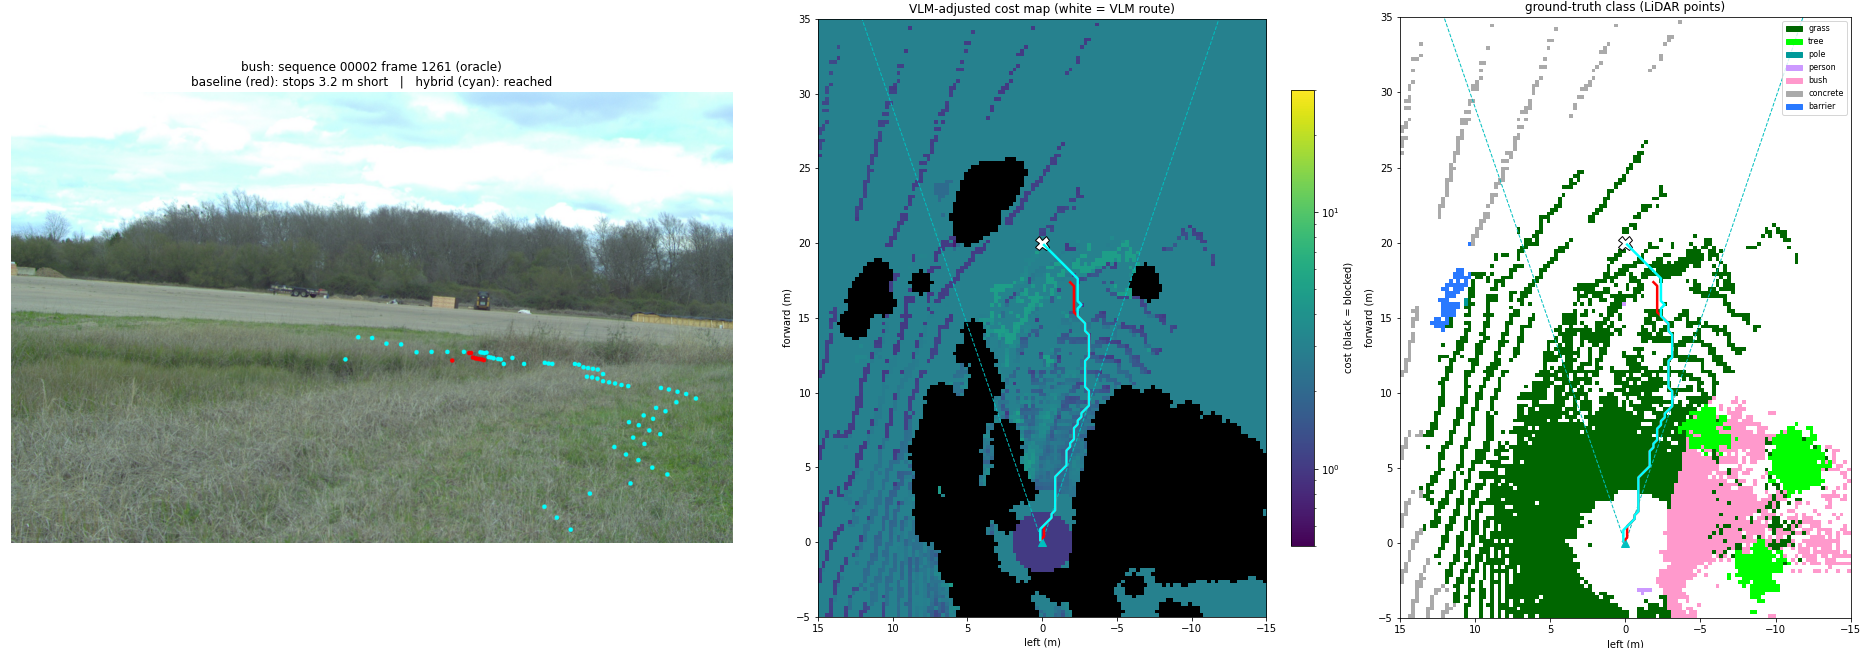 bush: sequence 00002 frame 1261 (oracle)
baseline (red): stops 3.2 m short | hybrid (cyan): reached
VLM-adjusted cost map (white = VLM route)
35
30
25
20
15
10
5
0
−5
forward (m)
15 10 5 0 −5 −10 −15
left (m)
10¹
10⁰
cost (black = blocked)
ground-truth class (LiDAR points)
grass
tree
pole
person
bush
concrete
barrier
35
30
25
20
15
10
5
0
−5
forward (m)
15 10 5 0 −5 −10 −15
left (m)